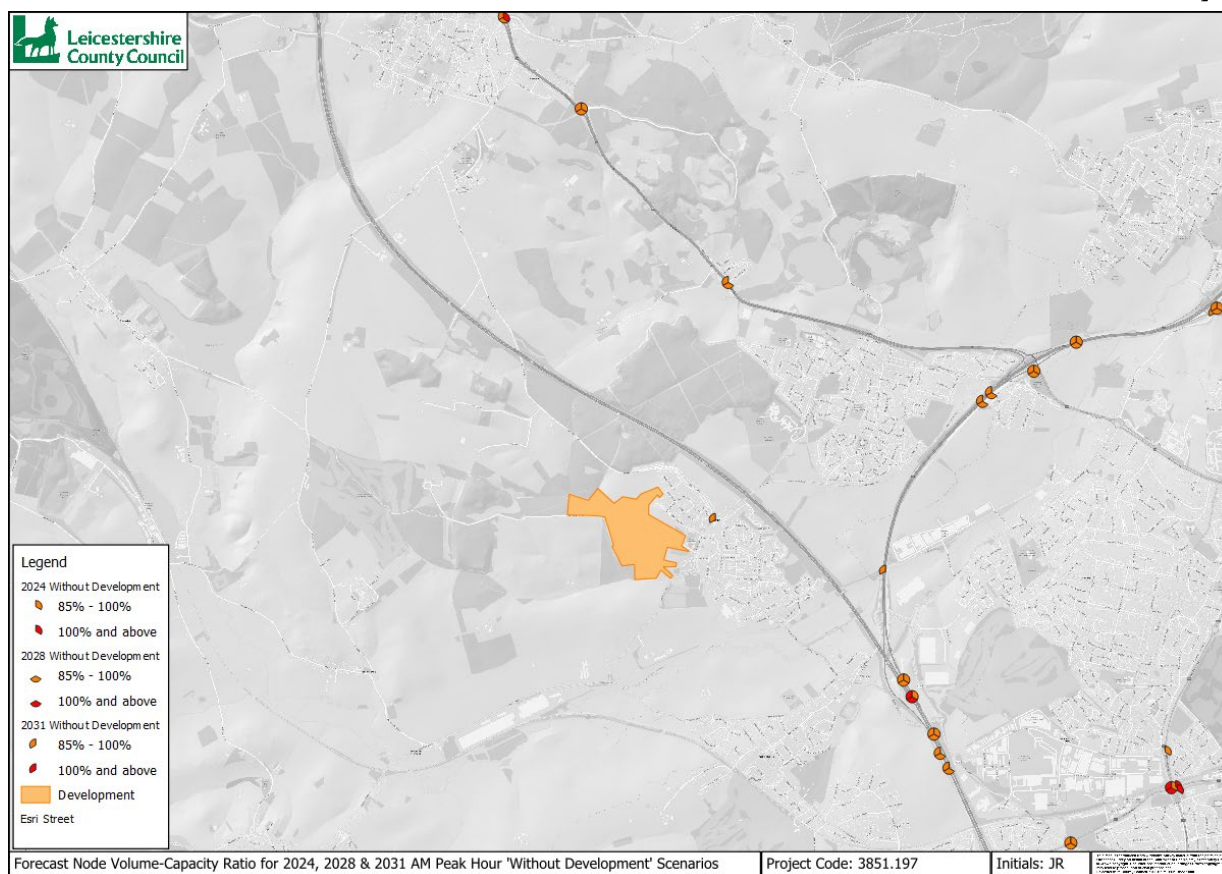 Leicestershire
County Council
Legend
2024 Without Development
85% - 100%
100% and above
2028 Without Development
85% - 100%
100% and above
2031 Without Development
85% - 100%
100% and above
Development
Esri Street
Forecast Node Volume-Capacity Ratio for 2024, 2028 & 2031 AM Peak Hour 'Without Development' Scenarios
Project Code: 3851.197
Initials: JR